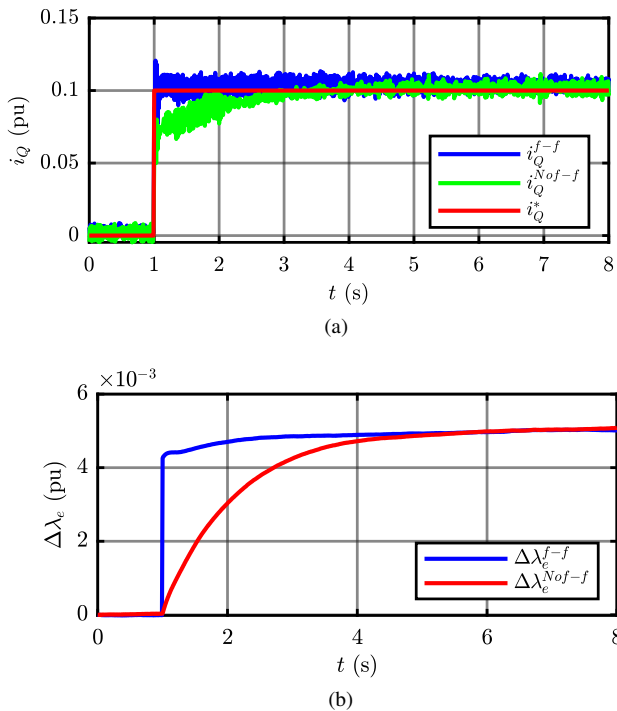 0.15
0.1
0.05
0
i_Q (pu)
i_Q^{f-f}
i_Q^{Nof-f}
i_Q^*
0 1 2 3 4 5 6 7 8
t (s)
(a)
×10^{-3}
6
4
2
0
Δλ_e (pu)
Δλ_e^{f-f}
Δλ_e^{Nof-f}
0 2 4 6 8
t (s)
(b)